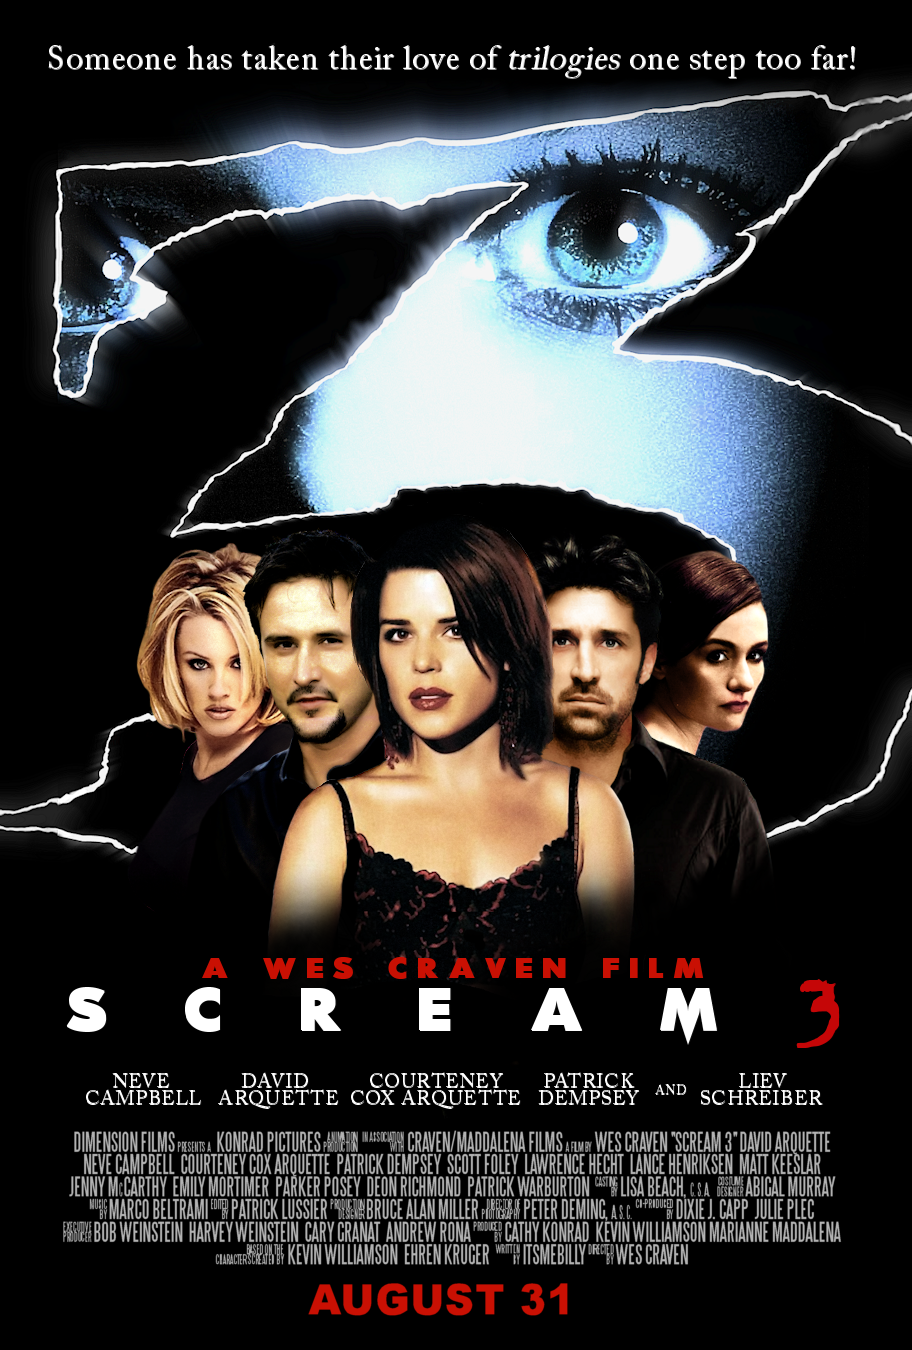 Someone has taken their love of trilogies one step too far!
A WES CRAVEN FILM
SCREAM 3
NEVE CAMPBELL DAVID ARQUETTE COURTENEY COX ARQUETTE PATRICK DEMPSEY AND LIEV SCHREIBER
DIMENSION FILMS PRESENTS A KONRAD PICTURES PRODUCTION IN ASSOCIATION WITH CRAVEN/MADDALENA FILMS A FILM BY WES CRAVEN "SCREAM 3" DAVID ARQUETTE
NEVE CAMPBELL COURTENEY COX ARQUETTE PATRICK DEMPSEY SCOTT FOLEY LAWRENCE HECHT LANCE HENRIKSEN MATT KEESLAR
JENNY McCARTHY EMILY MORTIMER PARKER POSEY DEON RICHMOND PATRICK WARBURTON CASTING BY LISA BEACH, C.S.A. COSTUME DESIGNER ABIGAL MURRAY
MUSIC BY MARCO BELTRAMI EDITED BY PATRICK LUSSIER PRODUCTION DESIGNER BRUCE ALAN MILLER DIRECTOR OF PHOTOGRAPHY PETER DEMING, A.S.C. CO-PRODUCED BY DIXIE J. CAPP JULIE PLEC
EXECUTIVE PRODUCER BOB WEINSTEIN HARVEY WEINSTEIN CARY GRANAT ANDREW RONA PRODUCED BY CATHY KONRAD KEVIN WILLIAMSON MARIANNE MADDALENA
BASED ON THE CHARACTERS CREATED BY KEVIN WILLIAMSON EHREN KRUGER WRITTEN BY ITSMEBILLY DIRECTED BY WES CRAVEN
AUGUST 31